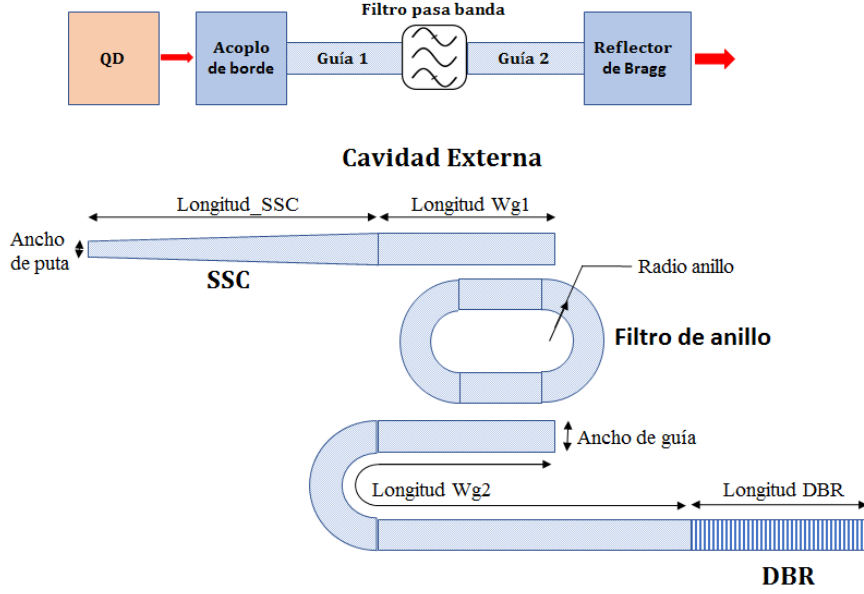 Filtro pasa banda
QD
Acoplo
de borde
Guía 1
Guía 2
Reflector
de Bragg
Cavidad Externa
Longitud_SSC
Longitud Wg1
Ancho
de puta
SSC
Radio anillo
Filtro de anillo
Ancho de guía
Longitud Wg2
Longitud DBR
DBR